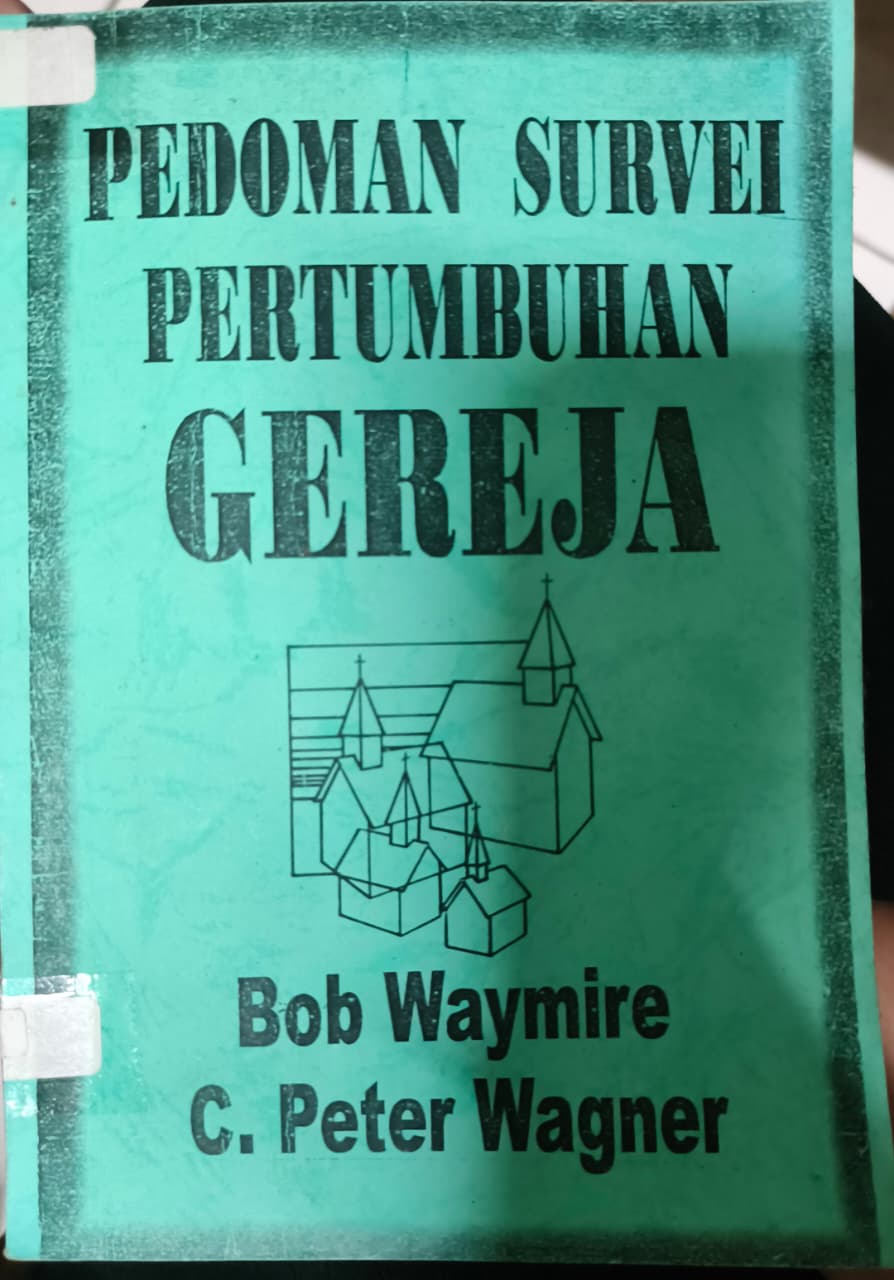 PEDOMAN SURVEI
PERTUMBUHAN
GEREJA
Bob Waymire
C. Peter Wagner